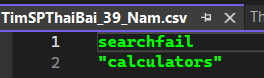 TimSPThaiBai_39_Nam.csv Th
1 searchfail
2 "calculators"